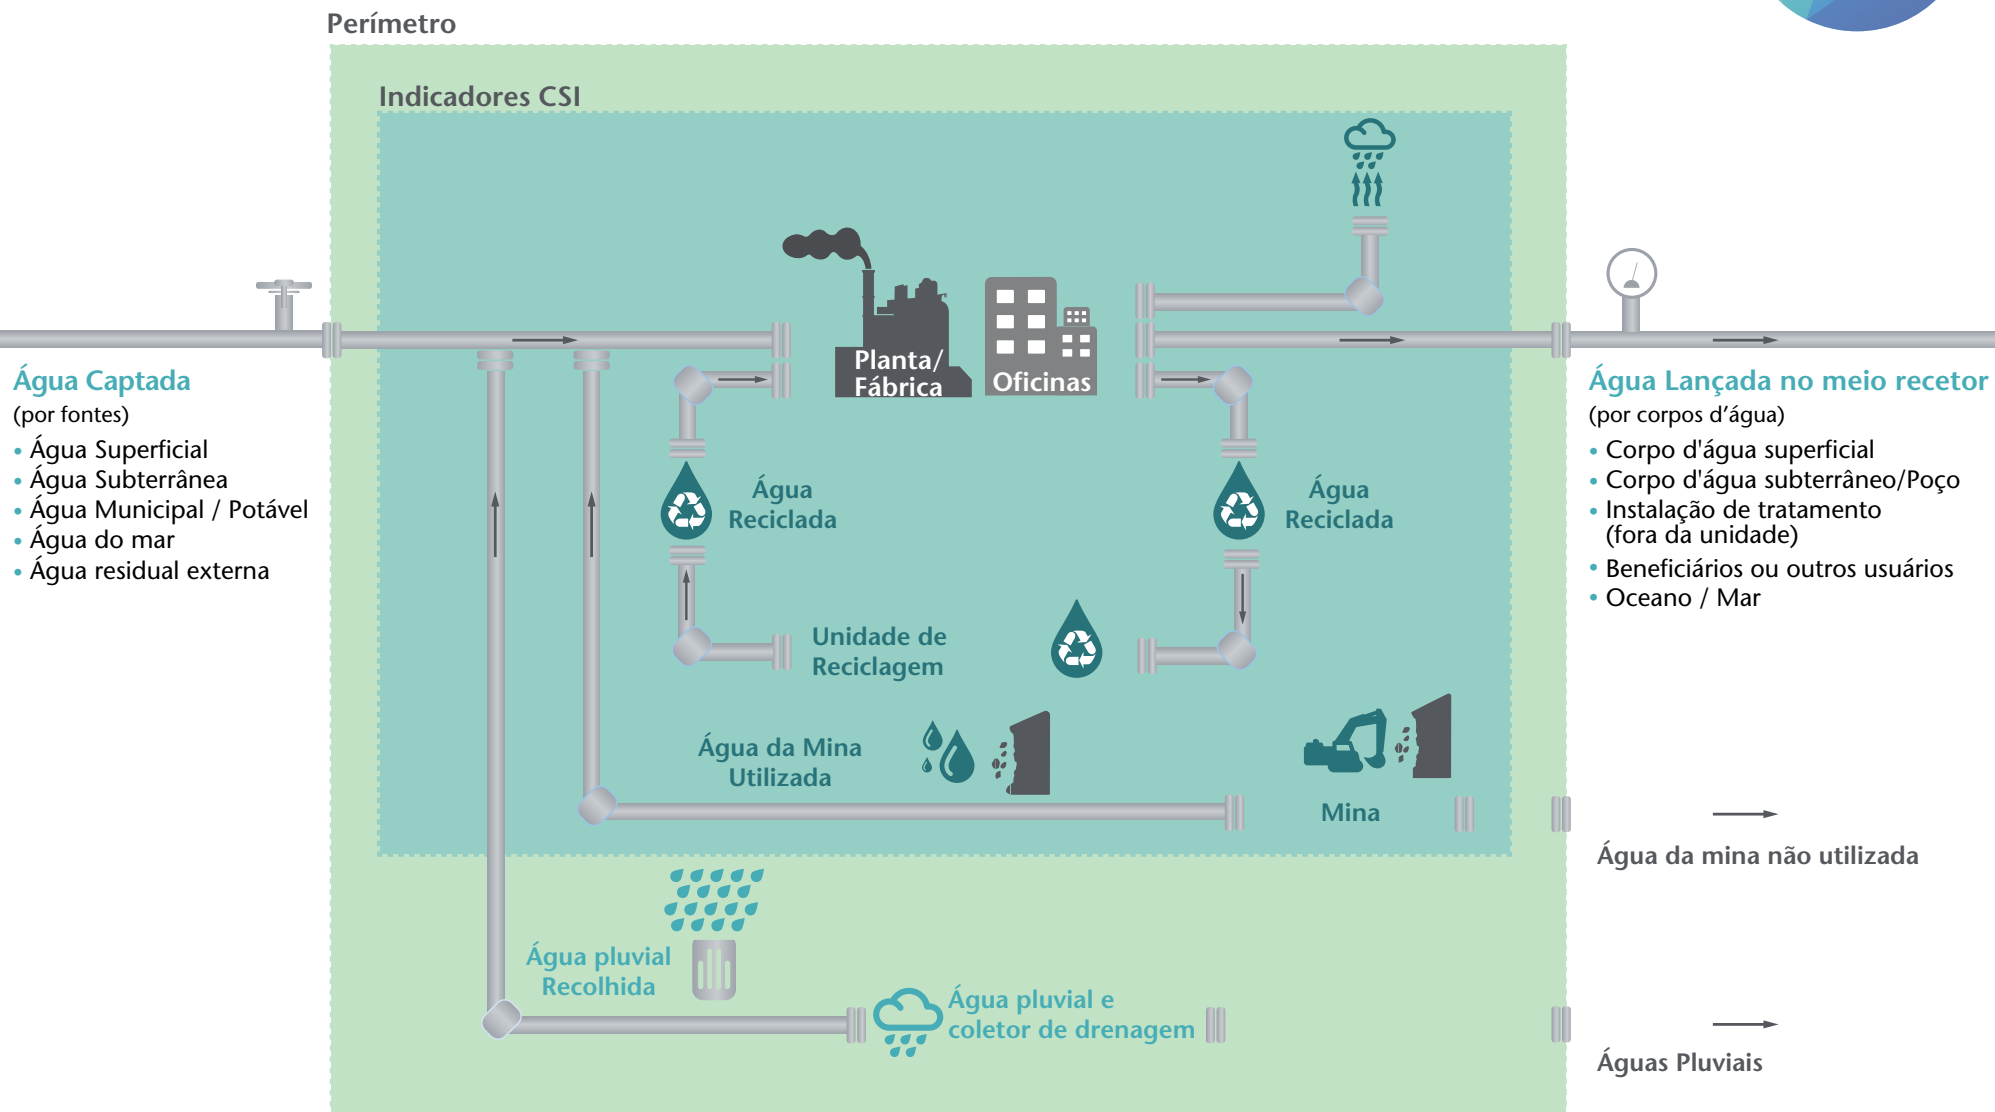 Perímetro
Indicadores CSI
Planta/
Fábrica
Oficinas
Água Captada
(por fontes)
• Água Superficial
• Água Subterrânea
• Água Municipal / Potável
• Água do mar
• Água residual externa
Água Lançada no meio recetor
(por corpos d’água)
• Corpo d'água superficial
• Corpo d'água subterrâneo/Poço
• Instalação de tratamento
(fora da unidade)
• Beneficiários ou outros usuários
• Oceano / Mar
Água
Reciclada
Água
Reciclada
Unidade de
Reciclagem
Água da Mina
Utilizada
Mina
Água da mina não utilizada
Água pluvial
Recolhida
Água pluvial e
coletor de drenagem
Águas Pluviais